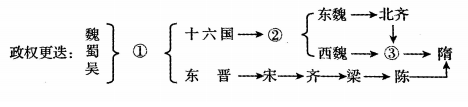 政权更迭：
魏
蜀
吴
①
十六国→②
东魏→北齐
西魏→③→隋
东 晋→宋→齐→梁→陈